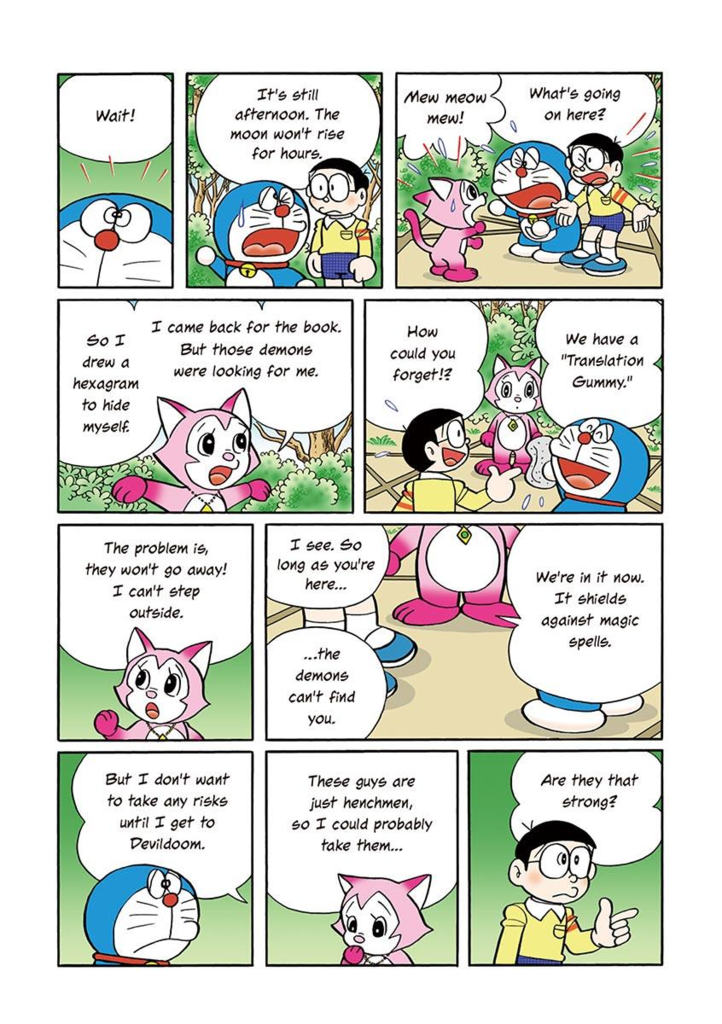 Wait!
It's still
afternoon. The
moon won't rise
for hours.
Mew meow
mew!
What's going
on here?
So I
drew a
hexagram
to hide
myself.
I came back for the book.
But those demons
were looking for me.
How
could you
forget!?
We have a
"Translation
Gummy."
The problem is,
they won't go away!
I can't step
outside.
I see. So
long as you're
here...
...the
demons
can't find
you.
We're in it now.
It shields
against magic
spells.
But I don't want
to take any risks
until I get to
Devildoom.
These guys are
just henchmen,
so I could probably
take them...
Are they that
strong?